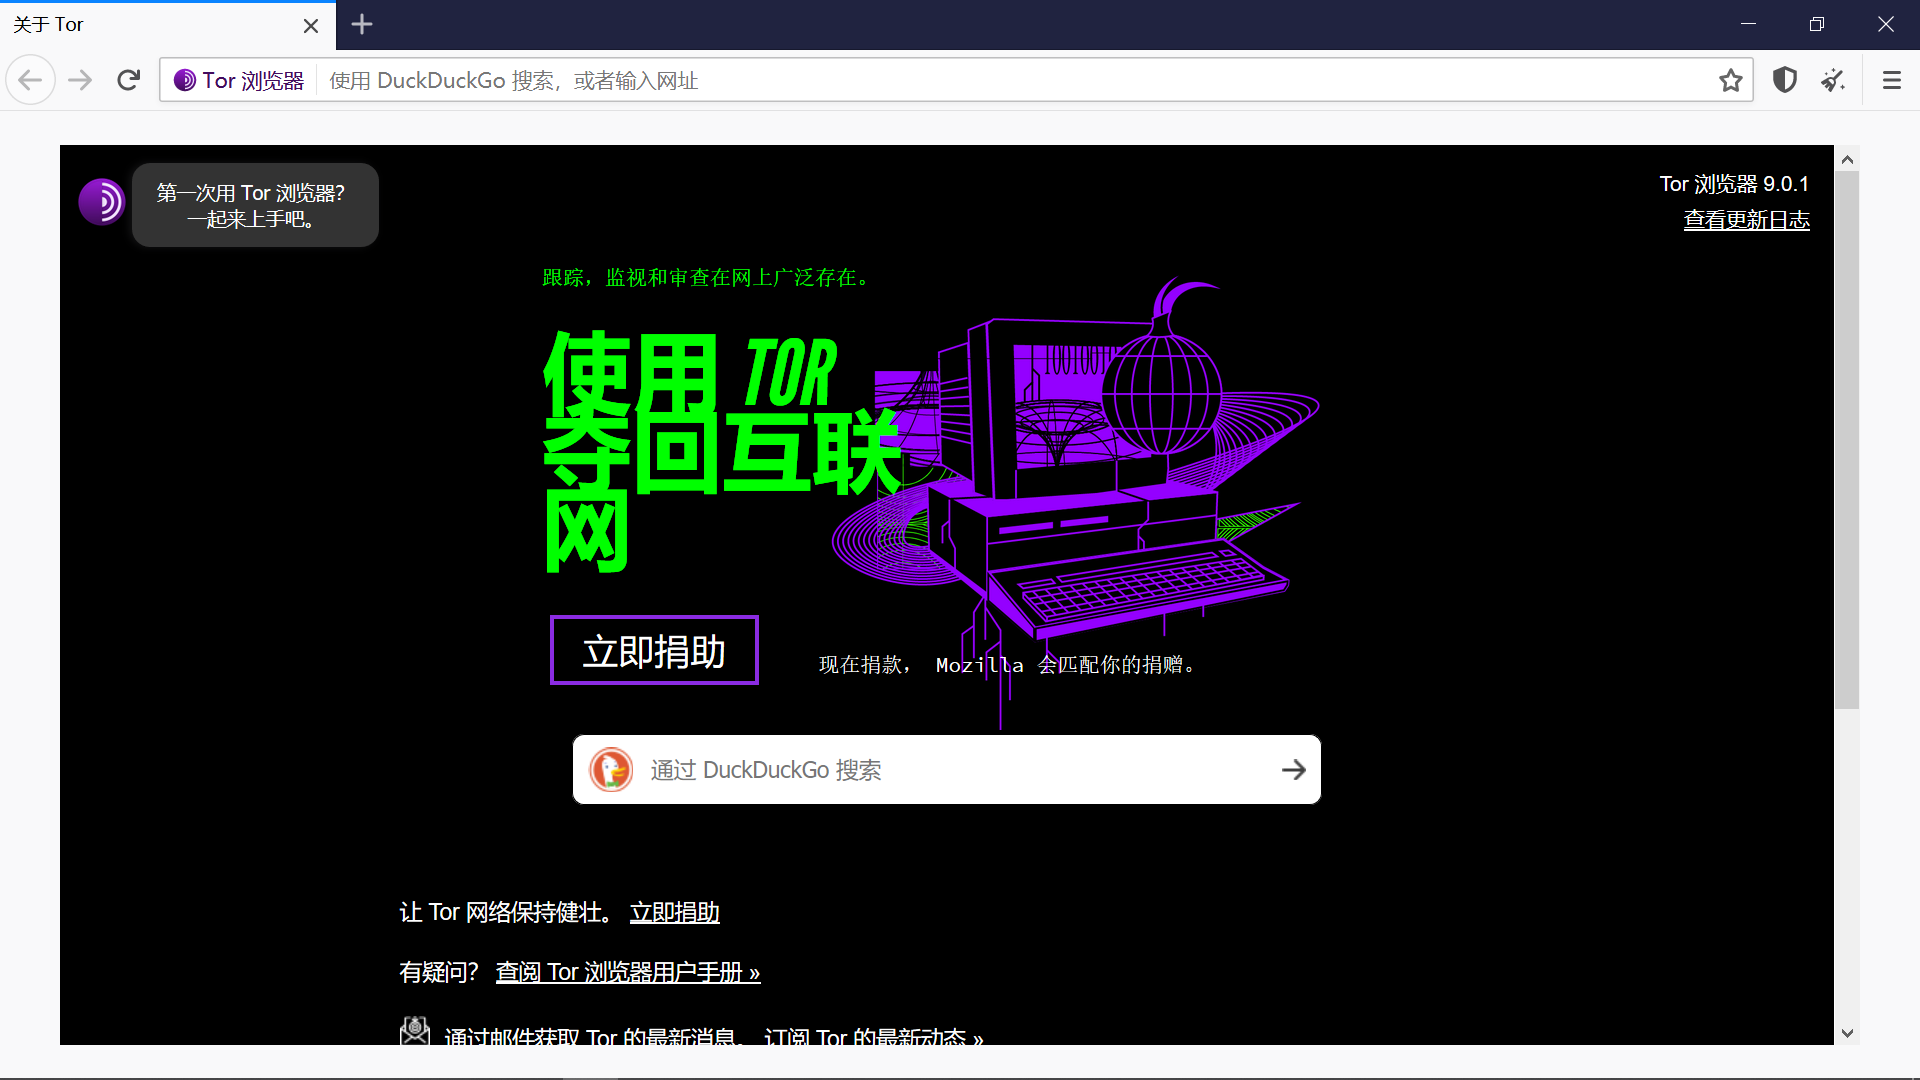 关于 Tor
Tor 浏览器
使用 DuckDuckGo 搜索，或者输入网址
第一次用 Tor 浏览器？
一起来上手吧。
Tor 浏览器 9.0.1
查看更新日志
跟踪，监视和审查在网上广泛存在。
使用 TOR
夺回互联
网
立即捐助
现在捐款， Mozilla 会匹配你的捐赠。
通过 DuckDuckGo 搜索
让 Tor 网络保持健壮。 立即捐助
有疑问？ 查阅 Tor 浏览器用户手册 »
通过邮件获取 Tor 的最新消息。 订阅 Tor 的最新动态 »